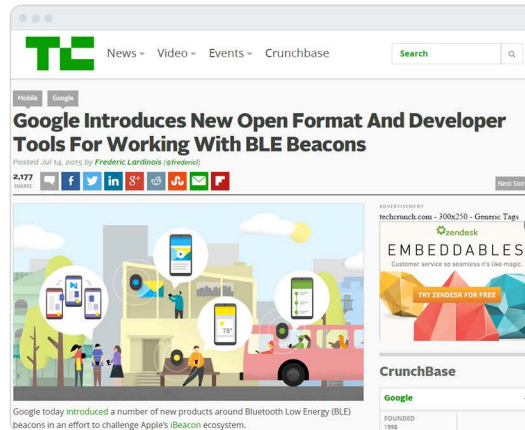 TC
News
Video
Events
Crunchbase
Search
Mobile
Google
Google Introduces New Open Format And Developer
Tools For Working With BLE Beacons
Posted Jul 14, 2015 by Frederic Lardinois (@fredericl)
2,177
SHARES
f
in
g+
Next Stor
78°
Google today introduced a number of new products around Bluetooth Low Energy (BLE)
beacons in an effort to challenge Apple's iBeacon ecosystem.
ADVERTISEMENT
techcrunch.com - 300x250 - Generic Tags
zendesk
EMBEDDABLES
Customer service so seamless it's like magic.
TRY ZENDESK FOR FREE
CrunchBase
Google
FOUNDED
1998